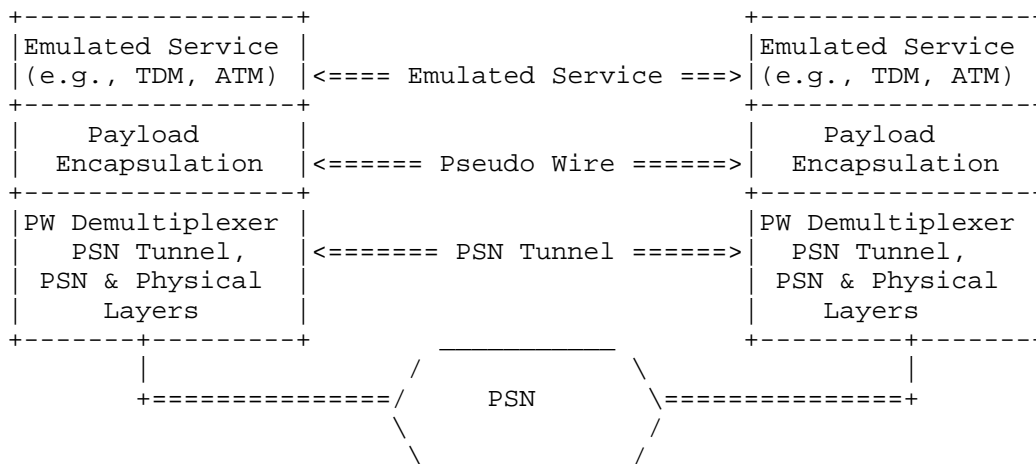 +-----------------+                           +-----------------
|Emulated Service |                           |Emulated Service
|(e.g., TDM, ATM) |<==== Emulated Service ===>|(e.g., TDM, ATM)
+-----------------+                           +-----------------
|     Payload     |                           |     Payload
|  Encapsulation  |<====== Pseudo Wire ======>|  Encapsulation
+-----------------+                           +-----------------
|PW Demultiplexer |                           |PW Demultiplexer
|   PSN Tunnel,   |<======= PSN Tunnel ======>|  PSN Tunnel,
| PSN & Physical  |                           | PSN & Physical
|     Layers      |                           |    Layers
+-------+---------+        ___________        +---------+-------
        |                /             \                |
        +===============/     PSN       \===============+
                        \               /
                         \             /